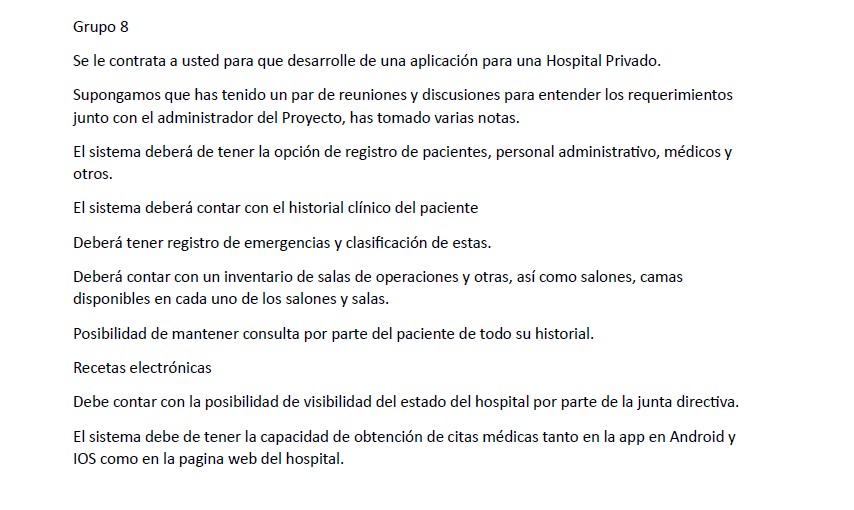 Grupo 8
Se le contrata a usted para que desarrolle de una aplicación para una Hospital Privado.
Supongamos que has tenido un par de reuniones y discusiones para entender los requerimientos
junto con el administrador del Proyecto, has tomado varias notas.
El sistema deberá de tener la opción de registro de pacientes, personal administrativo, médicos y
otros.
El sistema deberá contar con el historial clínico del paciente
Deberá tener registro de emergencias y clasificación de estas.
Deberá contar con un inventario de salas de operaciones y otras, así como salones, camas
disponibles en cada uno de los salones y salas.
Posibilidad de mantener consulta por parte del paciente de todo su historial.
Recetas electrónicas
Debe contar con la posibilidad de visibilidad del estado del hospital por parte de la junta directiva.
El sistema debe de tener la capacidad de obtención de citas médicas tanto en la app en Android y
IOS como en la pagina web del hospital.